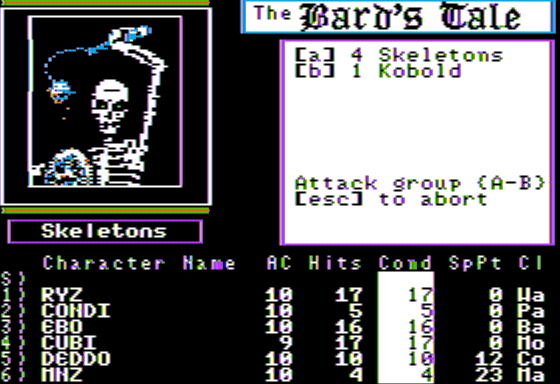 The Bard's Tale
[a] 4 Skeletons
[b] 1 Kobold
Attack group (A-B)
[esc] to abort
Skeletons
Character Name AC Hits Cond SpPt Cl
S)
1) RYZ 10 17 17 0 Wa
2) CONDI 10 5 5 0 Pa
3) EBO 10 16 16 0 Ba
4) CUBI 9 17 17 0 Mo
5) DEDDO 10 10 10 12 Co
6) MNZ 10 4 4 23 Ma